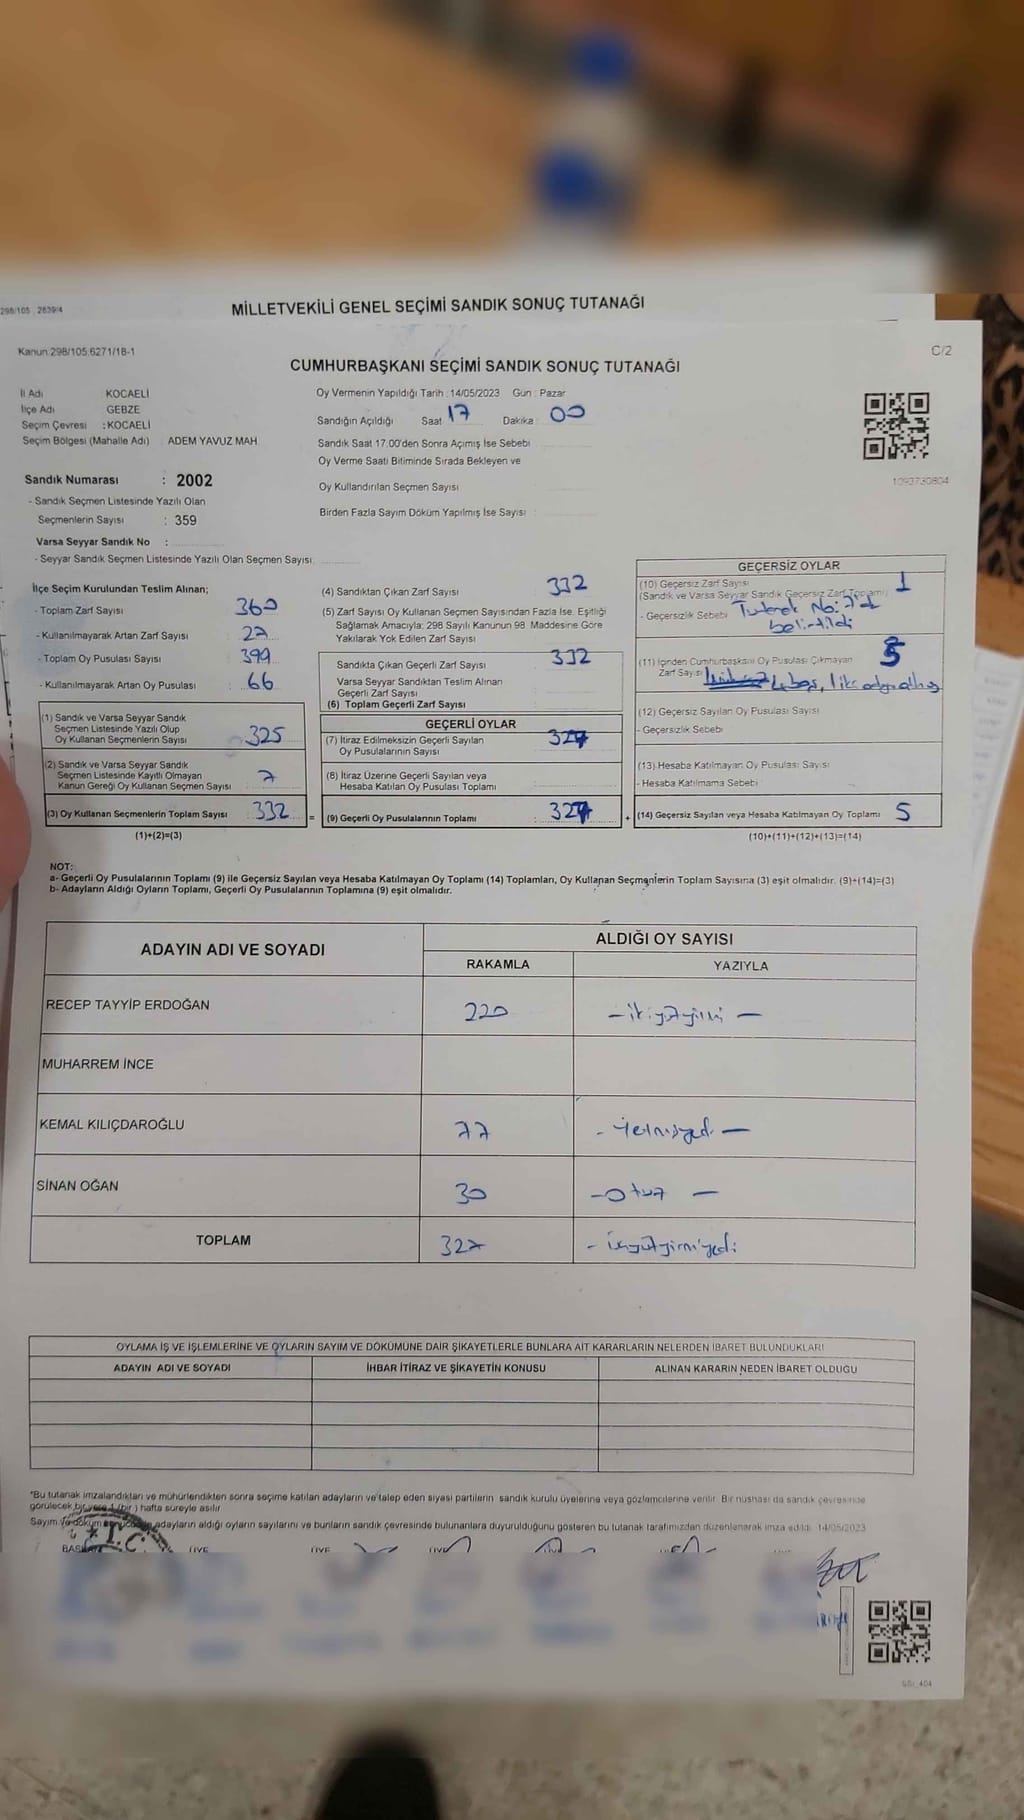 298/105 , 2839/4
MİLLETVEKİLİ GENEL SEÇİMİ SANDIK SONUÇ TUTANAĞI
Kanun:298/105,6271/18-1
C/2
CUMHURBAŞKANI SEÇİMİ SANDIK SONUÇ TUTANAĞI
İl Adı : KOCAELİ
İlçe Adı : GEBZE
Seçim Çevresi : KOCAELİ
Seçim Bölgesi (Mahalle Adı) : ADEM YAVUZ MAH.
Sandık Numarası : 2002
- Sandık Seçmen Listesinde Yazılı Olan
Seçmenlerin Sayısı : 359
Varsa Seyyar Sandık No :
- Seyyar Sandık Seçmen Listesinde Yazılı Olan Seçmen Sayısı:
Oy Vermenin Yapıldığı Tarih : 14/05/2023 Gün : Pazar
Sandığın Açıldığı Saat 17 Dakika : 00
Sandık Saat 17:00'den Sonra Açımış İse Sebebi
Oy Verme Saati Bitiminde Sırada Bekleyen ve
Oy Kullandırılan Seçmen Sayısı
Birden Fazla Sayım Döküm Yapılmış İse Sayısı :
1093730804
İlçe Seçim Kurulundan Teslim Alınan;
- Toplam Zarf Sayısı : 360
- Kullanılmayarak Artan Zarf Sayısı : 27
- Toplam Oy Pusulası Sayısı : 399
- Kullanılmayarak Artan Oy Pusulası : 66
(1) Sandık ve Varsa Seyyar Sandık
Seçmen Listesinde Yazılı Olup
Oy Kullanan Seçmenlerin Sayısı : 325
(2) Sandık ve Varsa Seyyar Sandık
Seçmen Listesinde Kayıtlı Olmayan
Kanun Gereği Oy Kullanan Seçmen Sayısı : 7
(3) Oy Kullanan Seçmenlerin Toplam Sayısı : 332 =
(1)+(2)=(3)
(4) Sandıktan Çıkan Zarf Sayısı 332
(5) Zarf Sayısı Oy Kullanan Seçmen Sayısından Fazla İse, Eşitliği
Sağlamak Amacıyla; 298 Sayılı Kanunun 98. Maddesine Göre
Yakılarak Yok Edilen Zarf Sayısı
Sandıkta Çıkan Geçerli Zarf Sayısı 332
Varsa Seyyar Sandıktan Teslim Alınan
Geçerli Zarf Sayısı
(6) Toplam Geçerli Zarf Sayısı
GEÇERLİ OYLAR
(7) İtiraz Edilmeksizin Geçerli Sayılan
Oy Pusulalarının Sayısı 327
(8) İtiraz Üzerine Geçerli Sayılan veya
Hesaba Katılan Oy Pusulası Toplamı
(9) Geçerli Oy Pusulalarının Toplamı : 327 +
GEÇERSİZ OYLAR
(10) Geçersiz Zarf Sayısı
(Sandık ve Varsa Seyyar Sandık Geçersiz Zarf Toplamı) 1
- Geçersizlik Sebebi Tutanak No:
belirtildi
(11) İçinden Cumhurbaşkanı Oy Pusulası Çıkmayan
Zarf Sayısı 5
(12) Geçersiz Sayılan Oy Pusulası Sayısı
- Geçersizlik Sebebi
(13) Hesaba Katılmayan Oy Pusulası Sayısı
- Hesaba Katılmama Sebebi
(14) Geçersiz Sayılan veya Hesaba Katılmayan Oy Toplamı 5
(10)+(11)+(12)+(13)=(14)
NOT:
a- Geçerli Oy Pusulalarının Toplamı (9) ile Geçersiz Sayılan veya Hesaba Katılmayan Oy Toplamı (14) Toplamları, Oy Kullanan Seçmenlerin Toplam Sayısına (3) eşit olmalıdır. (9)+(14)=(3)
b- Adayların Aldığı Oyların Toplamı, Geçerli Oy Pusulalarının Toplamına (9) eşit olmalıdır.
ADAYIN ADI VE SOYADI
ALDIĞI OY SAYISI
RAKAMLA YAZIYLA
RECEP TAYYİP ERDOĞAN 220 - ikiyüzyirmi -
MUHARREM İNCE
KEMAL KILIÇDAROĞLU 77 - Yetmişyedi -
SİNAN OĞAN 30 - Otuz -
TOPLAM 327 - üçyüzyirmiyedi
OYLAMA İŞ VE İŞLEMLERİNE VE OYLARIN SAYIM VE DÖKÜMÜNE DAİR ŞİKAYETLERLE BUNLARA AİT KARARLARIN NELERDEN İBARET BULUNDUKLARI
ADAYIN ADI VE SOYADI İHBAR İTİRAZ VE ŞİKAYETİN KONUSU ALINAN KARARIN NEDEN İBARET OLDUĞU
*Bu tutanak imzalandıktan ve mühürlendikten sonra seçime katılan adayların ve talep eden siyasi partilerin sandık kurulu üyelerine veya gözlemcilerine verilir. Bir nüshası da sandık çevresinde
görülecek bir yere 1 (bir ) hafta süreyle asılır.
Sayım ve döküm sonucunda adayların aldığı oyların sayılarını ve bunların sandık çevresinde bulunanlara duyurulduğunu gösteren bu tutanak tarafımızdan düzenlenerek imza edildi. 14/05/2023
T.C.
BAŞKAN ÜYE ÜYE ÜYE